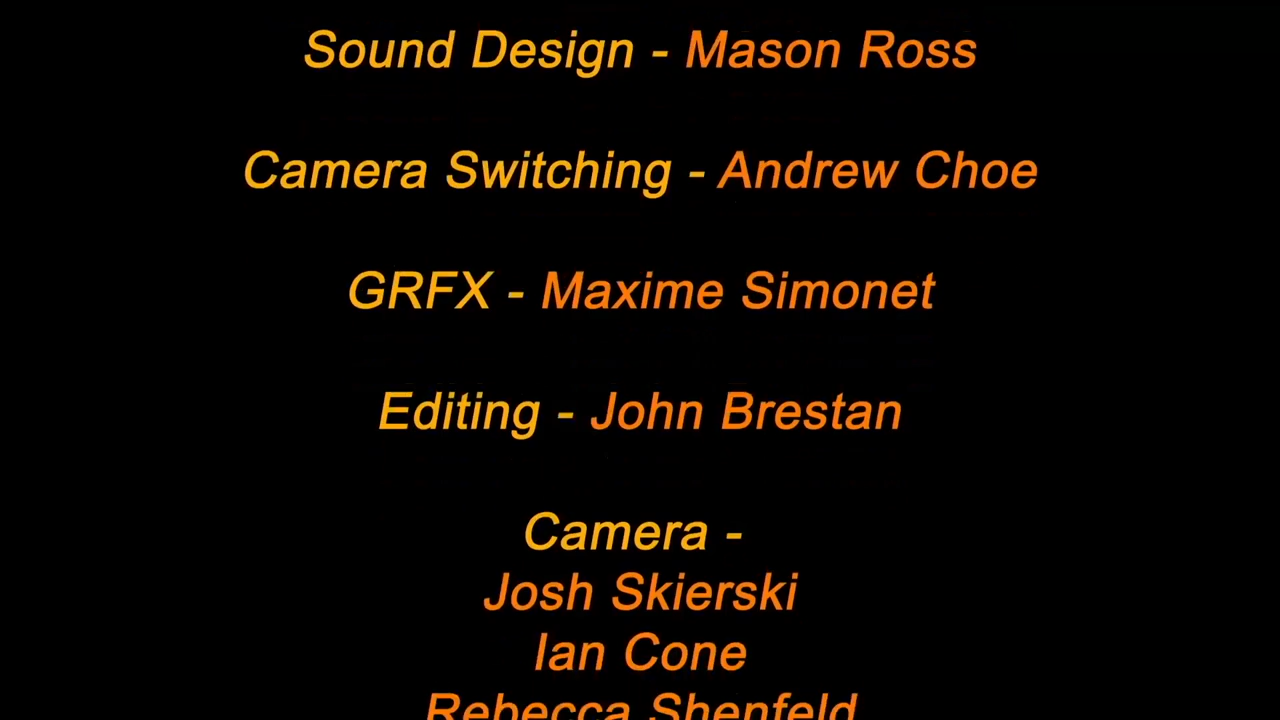 Sound Design - Mason Ross
Camera Switching - Andrew Choe
GRFX - Maxime Simonet
Editing - John Brestan
Camera -
Josh Skierski
Ian Cone
Rebecca Shenfeld